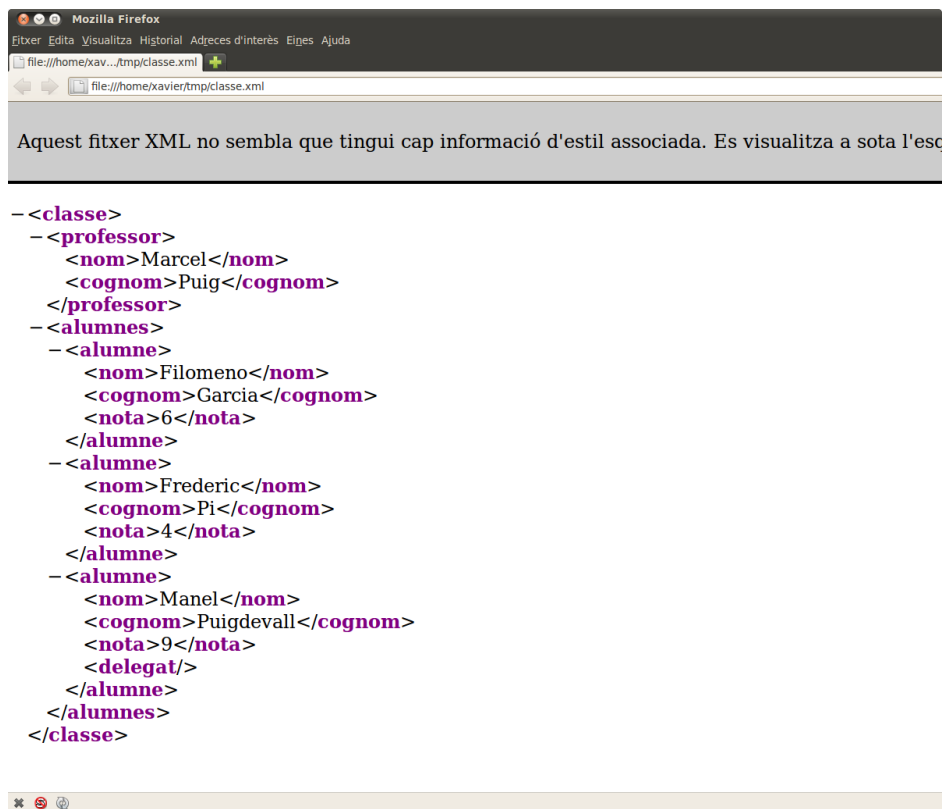 Mozilla Firefox
Fitxer Edita Visualitza Historial Adreces d'interès Eines Ajuda
file:///home/xav.../tmp/classe.xml
file:///home/xavier/tmp/classe.xml
Aquest fitxer XML no sembla que tingui cap informació d'estil associada. Es visualitza a sota
−<classe>
−<professor>
<nom>Marcel</nom>
<cognom>Puig</cognom>
</professor>
−<alumnes>
−<alumne>
<nom>Filomeno</nom>
<cognom>Garcia</cognom>
<nota>6</nota>
</alumne>
−<alumne>
<nom>Frederic</nom>
<cognom>Pi</cognom>
<nota>4</nota>
</alumne>
−<alumne>
<nom>Manel</nom>
<cognom>Puigdevall</cognom>
<nota>9</nota>
<delegat/>
</alumne>
</alumnes>
</classe>